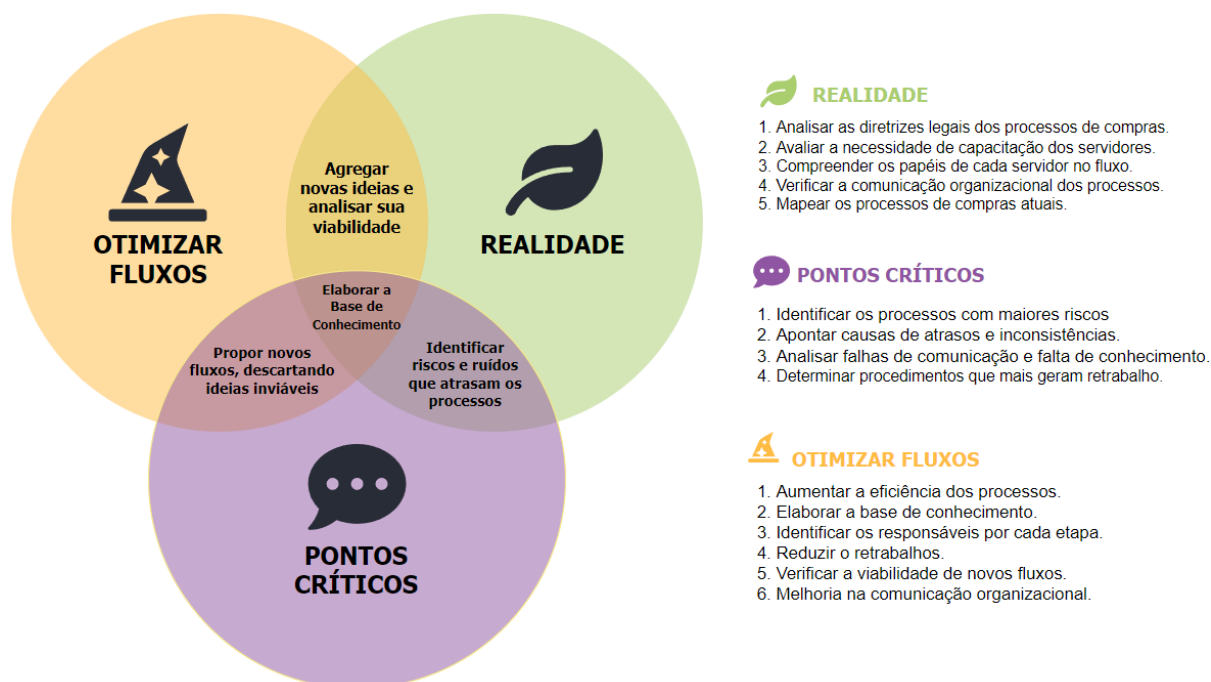 OTIMIZAR
FLUXOS
Agregar
novas ideias e
analisar sua
viabilidade
REALIDADE
Elaborar a
Base de
Conhecimento
Propor novos
fluxos, descartando
ideias inviáveis
Identificar
riscos e ruídos
que atrasam os
processos
PONTOS
CRÍTICOS
REALIDADE
1. Analisar as diretrizes legais dos processos de compras.
2. Avaliar a necessidade de capacitação dos servidores.
3. Compreender os papéis de cada servidor no fluxo.
4. Verificar a comunicação organizacional dos processos.
5. Mapear os processos de compras atuais.
PONTOS CRÍTICOS
1. Identificar os processos com maiores riscos
2. Apontar causas de atrasos e inconsistências.
3. Analisar falhas de comunicação e falta de conhecimento.
4. Determinar procedimentos que mais geram retrabalho.
OTIMIZAR FLUXOS
1. Aumentar a eficiência dos processos.
2. Elaborar a base de conhecimento.
3. Identificar os responsáveis por cada etapa.
4. Reduzir o retrabalhos.
5. Verificar a viabilidade de novos fluxos.
6. Melhoria na comunicação organizacional.